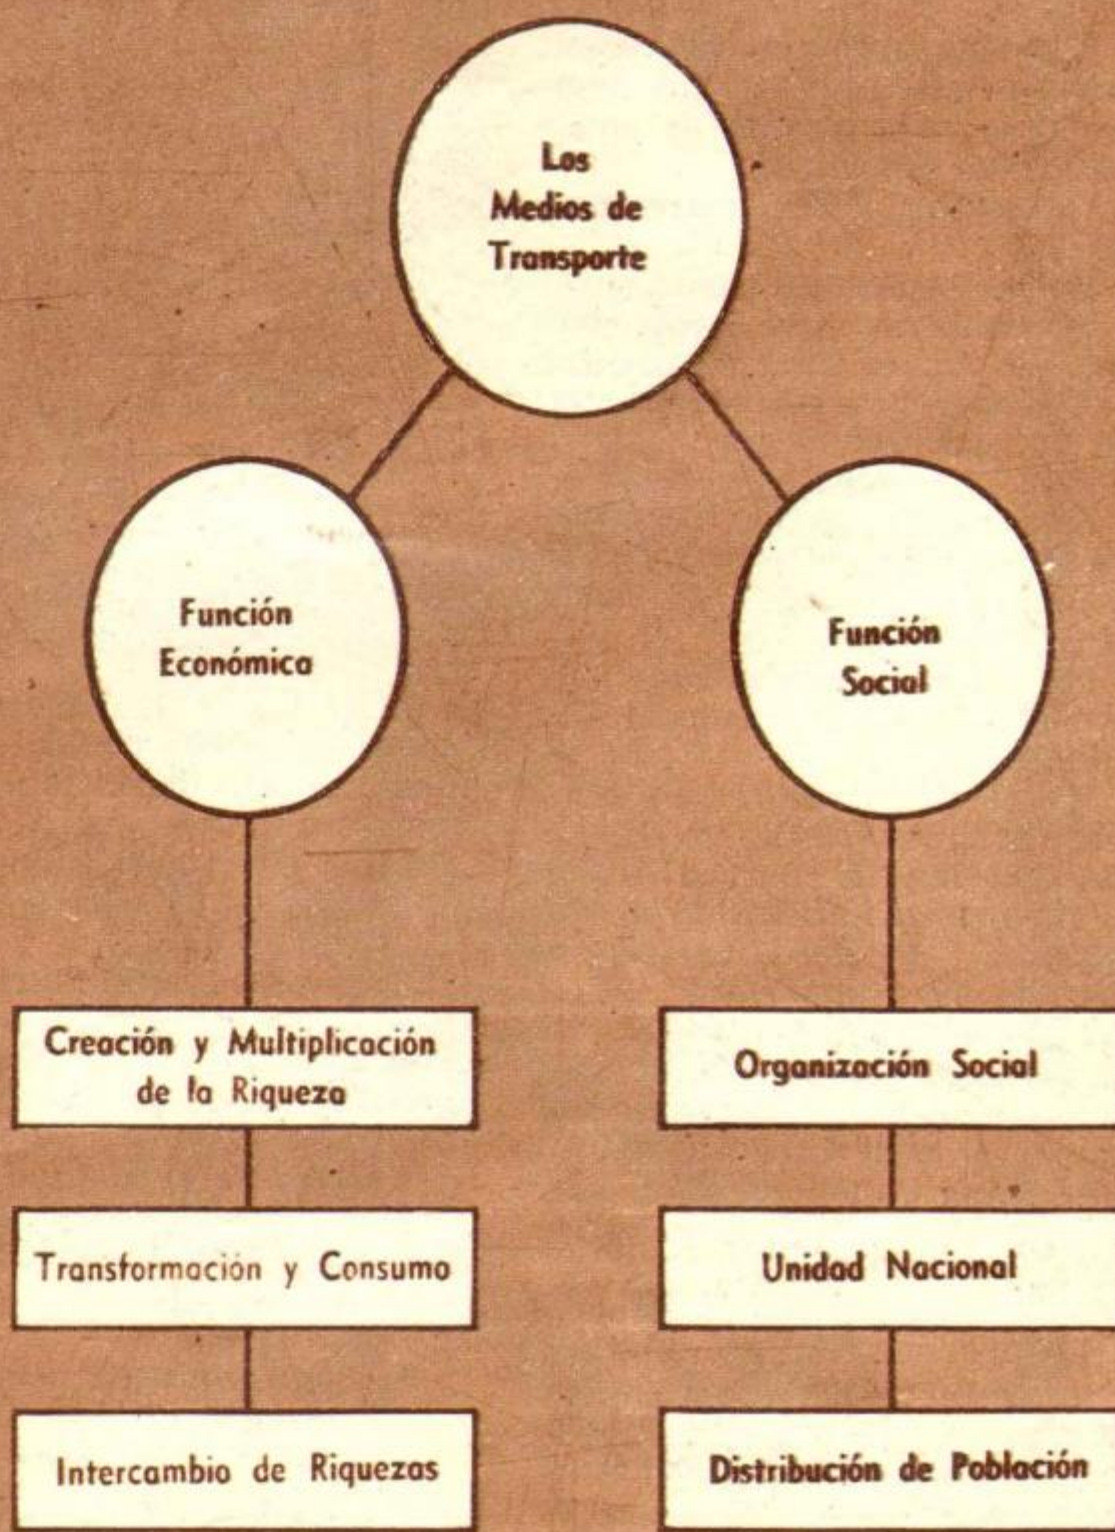 Los
Medios de
Transporte
Función
Económica
Función
Social
Creación y Multiplicación
de la Riqueza
Transformación y Consumo
Intercambio de Riquezas
Organización Social
Unidad Nacional
Distribución de Población